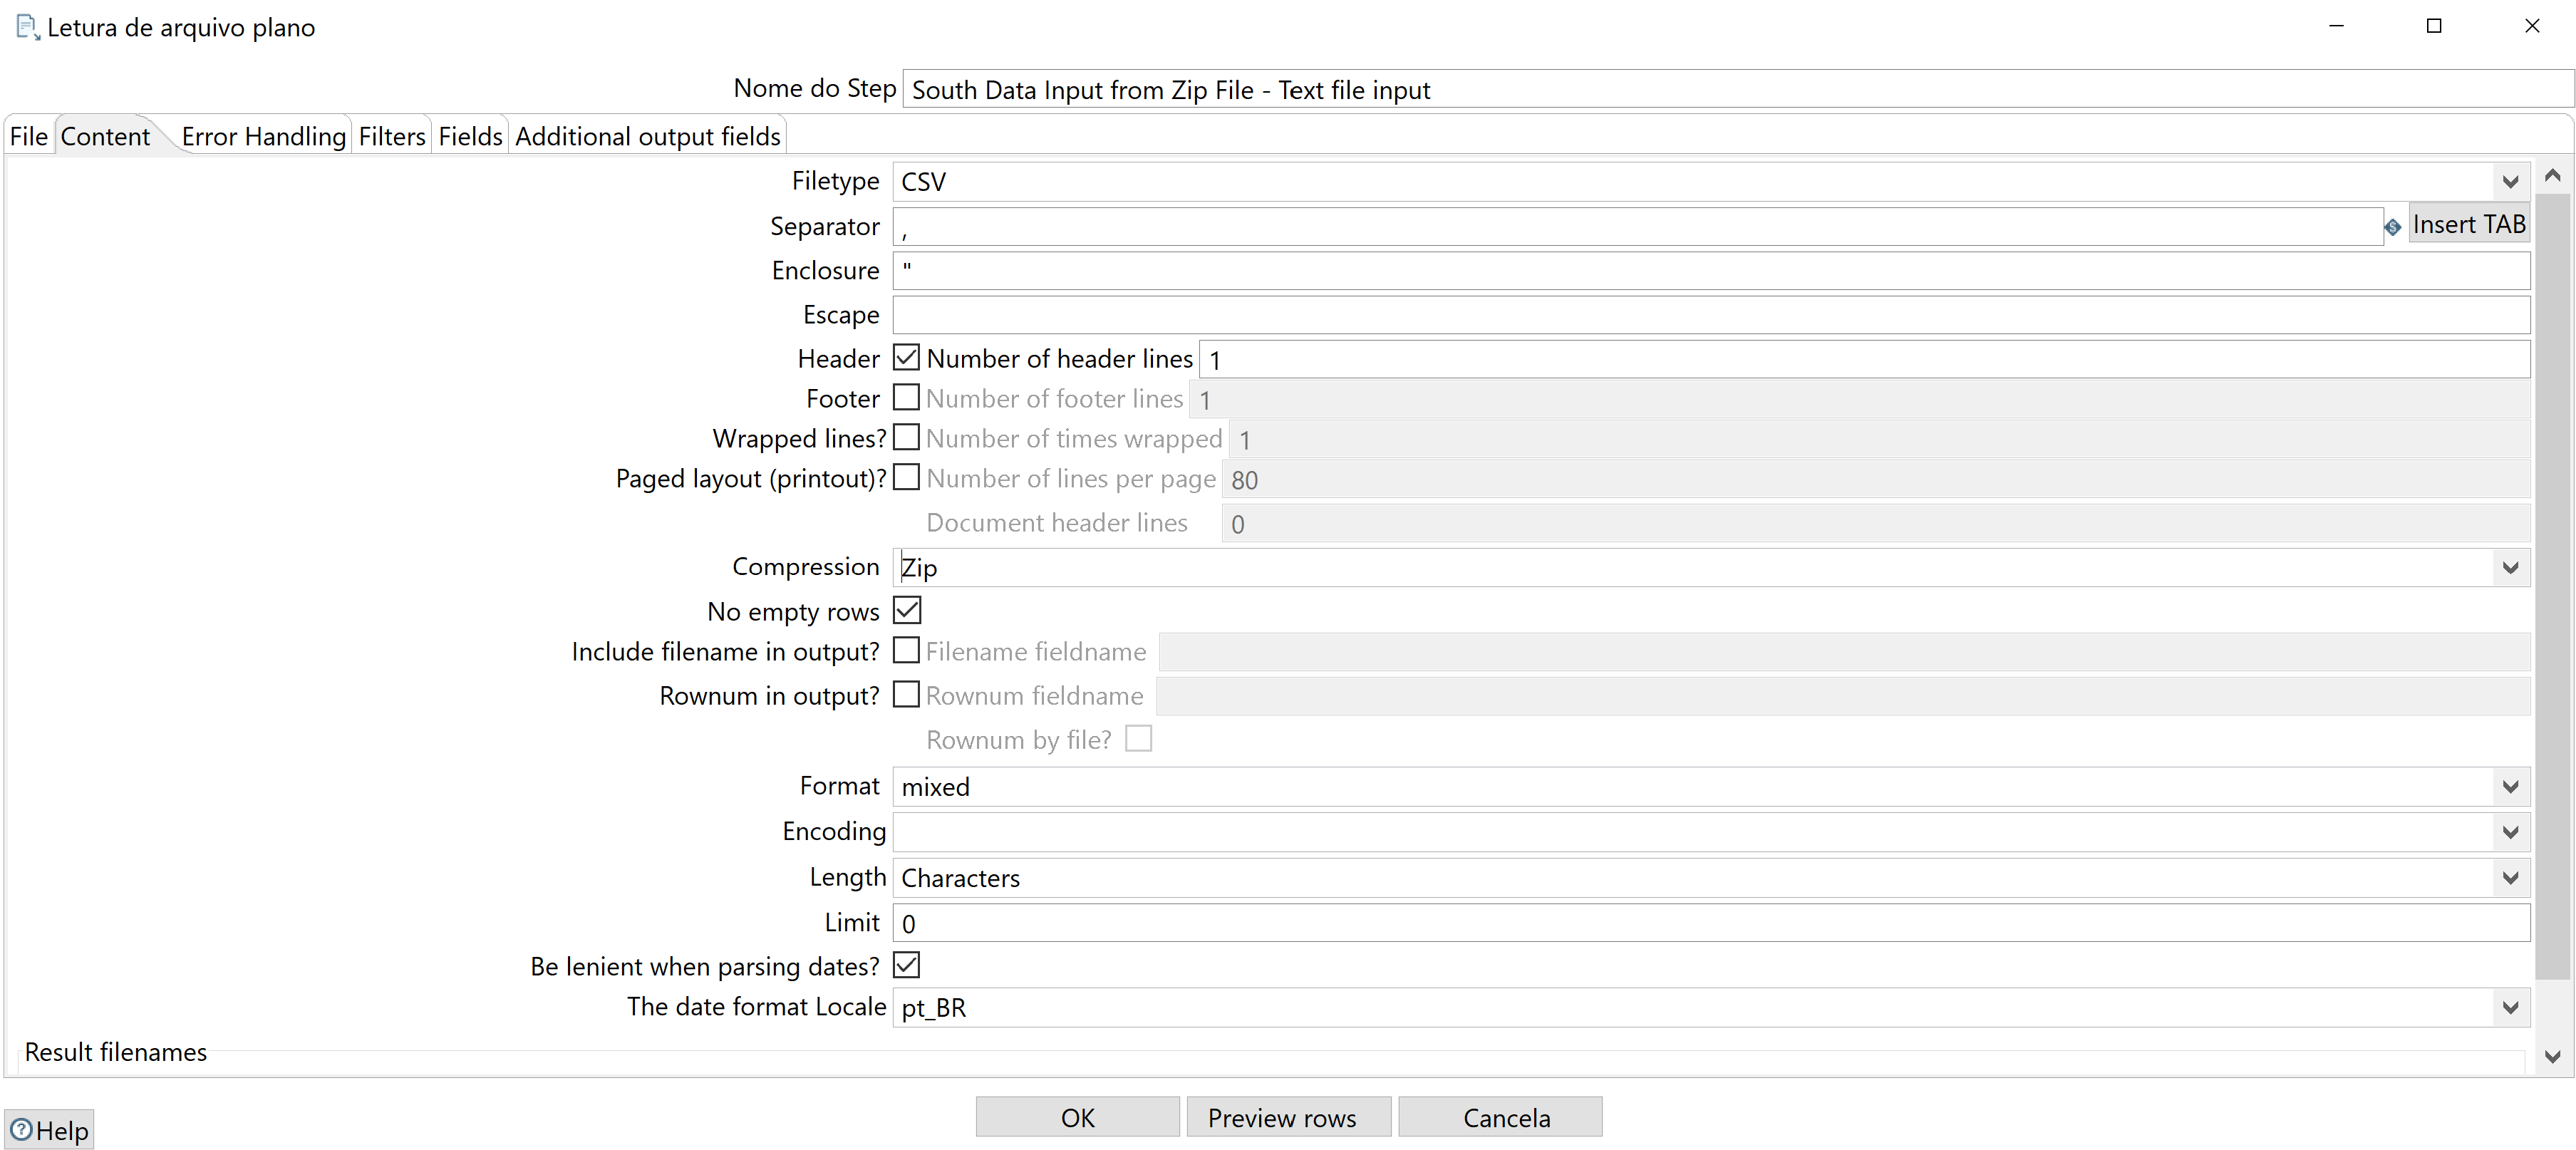 Letura de arquivo plano
Nome do Step South Data Input from Zip File - Text file input
File Content Error Handling Filters Fields Additional output fields
Filetype CSV
Separator , Insert TAB
Enclosure "
Escape
Header Number of header lines 1
Footer Number of footer lines 1
Wrapped lines? Number of times wrapped 1
Paged layout (printout)? Number of lines per page 80
Document header lines 0
Compression Zip
No empty rows
Include filename in output? Filename fieldname
Rownum in output? Rownum fieldname
Rownum by file?
Format mixed
Encoding
Length Characters
Limit 0
Be lenient when parsing dates?
The date format Locale pt_BR
Result filenames
Help OK Preview rows Cancela